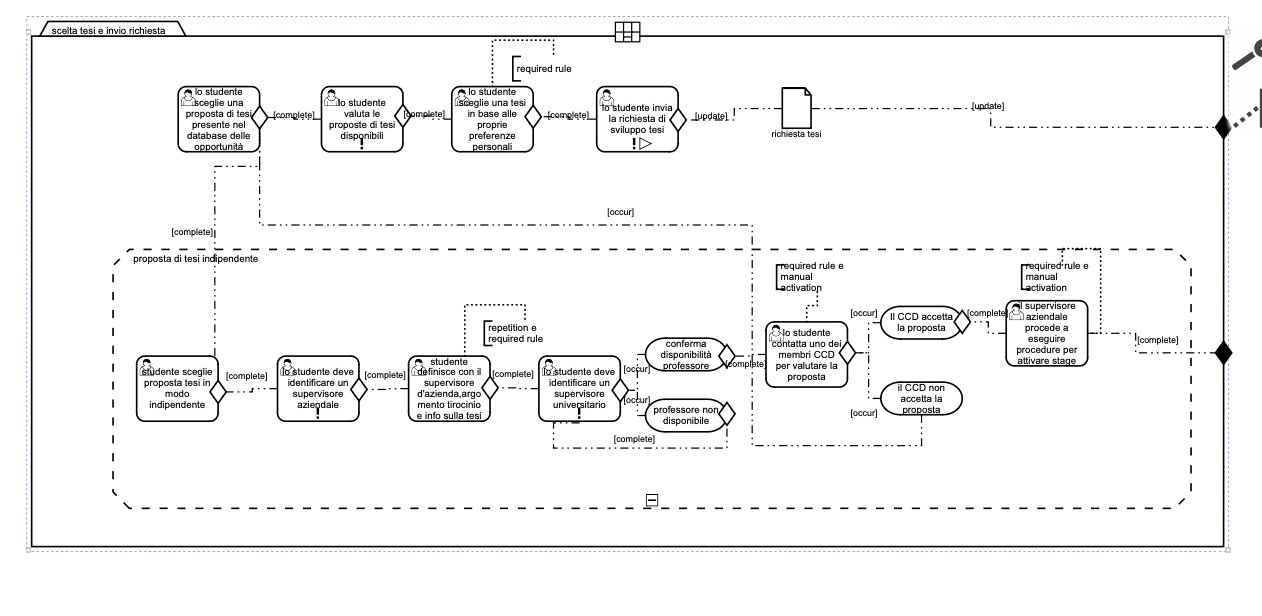 scelta tesi e invio richiesta
required rule
lo studente
sceglie una
proposta di tesi
presente nel
database delle
opportunità
[complete]
lo studente
valuta le
proposte di tesi
disponibili
[complete]
lo studente
sceglie una tesi
in base alle
proprie
preferenze
personali
[complete]
lo studente invia
la richiesta di
sviluppo tesi
[update]
richiesta tesi
[update]
[complete]
[occur]
proposta di tesi indipendente
studente sceglie
proposta tesi in
modo
indipendente
[complete]
lo studente deve
identificare un
supervisore
aziendale
[complete]
repetition e
required rule
studente
definisce con il
supervisore
d'azienda,argo
mento tirocinio
e info sulla tesi
[complete]
lo studente deve
identificare un
supervisore
universitario
[occur]
[occur]
conferma
disponibilità
professore
professore non
disponibile
[complete]
[complete]
required rule e
manual
activation
lo studente
contatta uno dei
membri CCD
per valutare la
proposta
[occur]
[occur]
Il CCD accetta
la proposta
il CCD non
accetta la
proposta
[complete]
required rule e
manual
activation
il supervisore
aziendale
procede a
eseguire
procedure per
attivare stage
[complete]